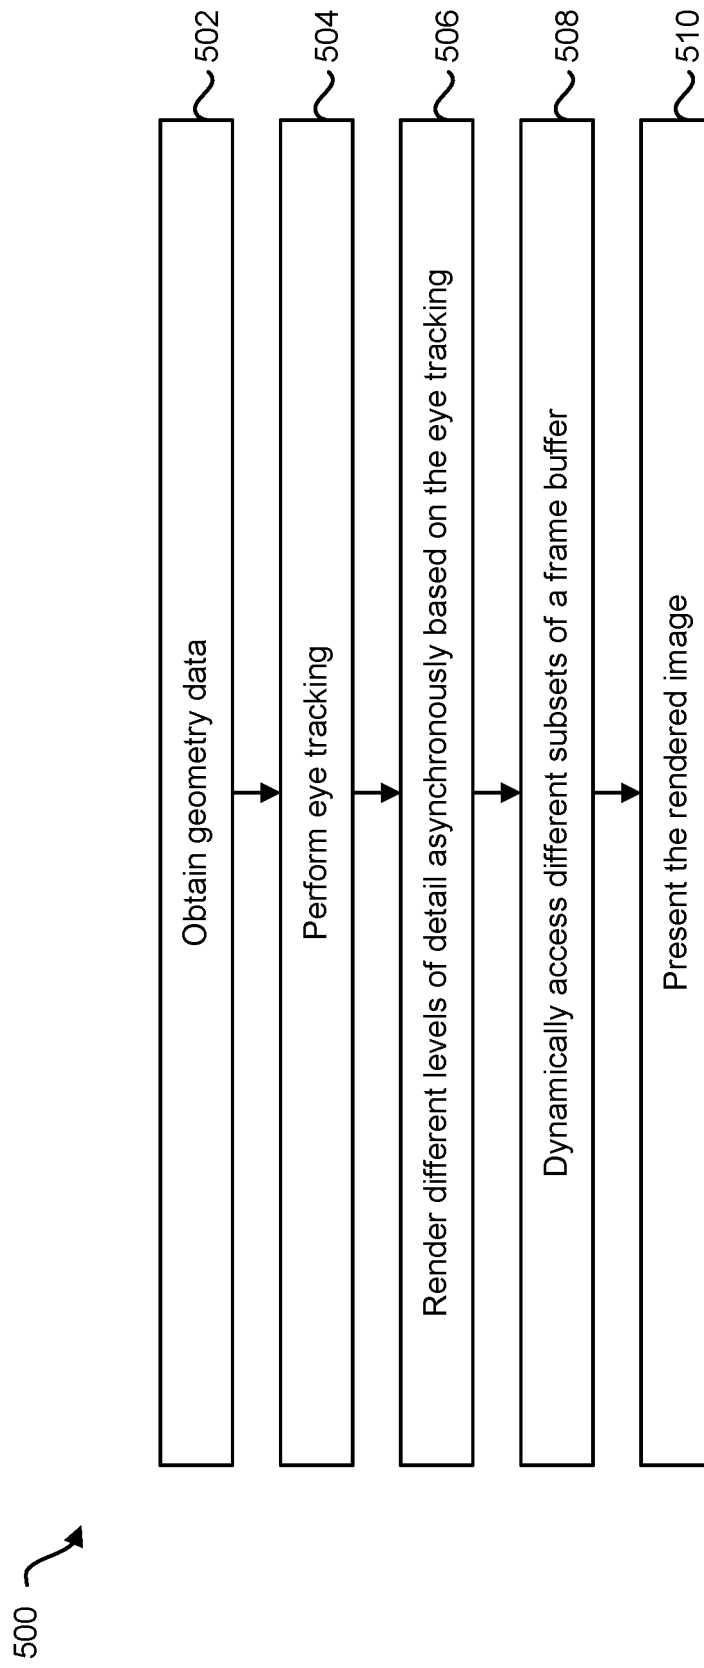 500
Obtain geometry data
502
Perform eye tracking
504
Render different levels of detail asynchronously based on the eye tracking
506
Dynamically access different subsets of a frame buffer
508
Present the rendered image
510